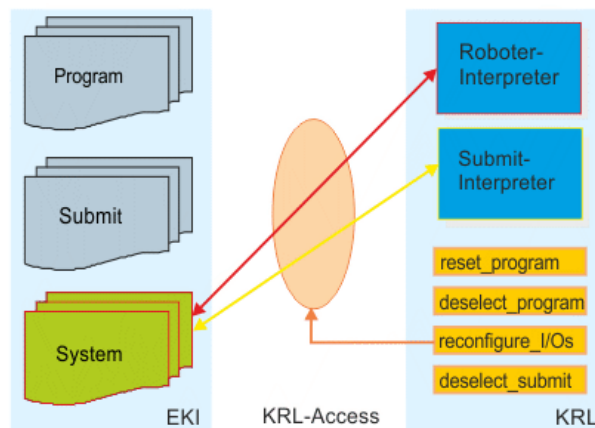 Program
Submit
System
EKI
KRL-Access
Roboter-
Interpreter
Submit-
Interpreter
reset_program
deselect_program
reconfigure_I/Os
deselect_submit
KRL